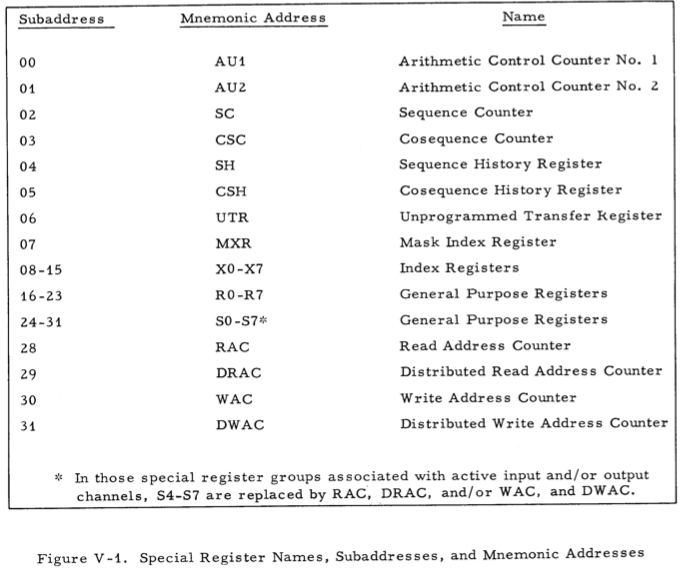 Subaddress Mnemonic Address Name
00 AU1 Arithmetic Control Counter No. 1
01 AU2 Arithmetic Control Counter No. 2
02 SC Sequence Counter
03 CSC Cosequence Counter
04 SH Sequence History Register
05 CSH Cosequence History Register
06 UTR Unprogrammed Transfer Register
07 MXR Mask Index Register
08-15 X0-X7 Index Registers
16-23 R0-R7 General Purpose Registers
24-31 S0-S7* General Purpose Registers
28 RAC Read Address Counter
29 DRAC Distributed Read Address Counter
30 WAC Write Address Counter
31 DWAC Distributed Write Address Counter
* In those special register groups associated with active input and/or output
channels, S4-S7 are replaced by RAC, DRAC, and/or WAC, and DWAC.
Figure V-1. Special Register Names, Subaddresses, and Mnemonic Addresses